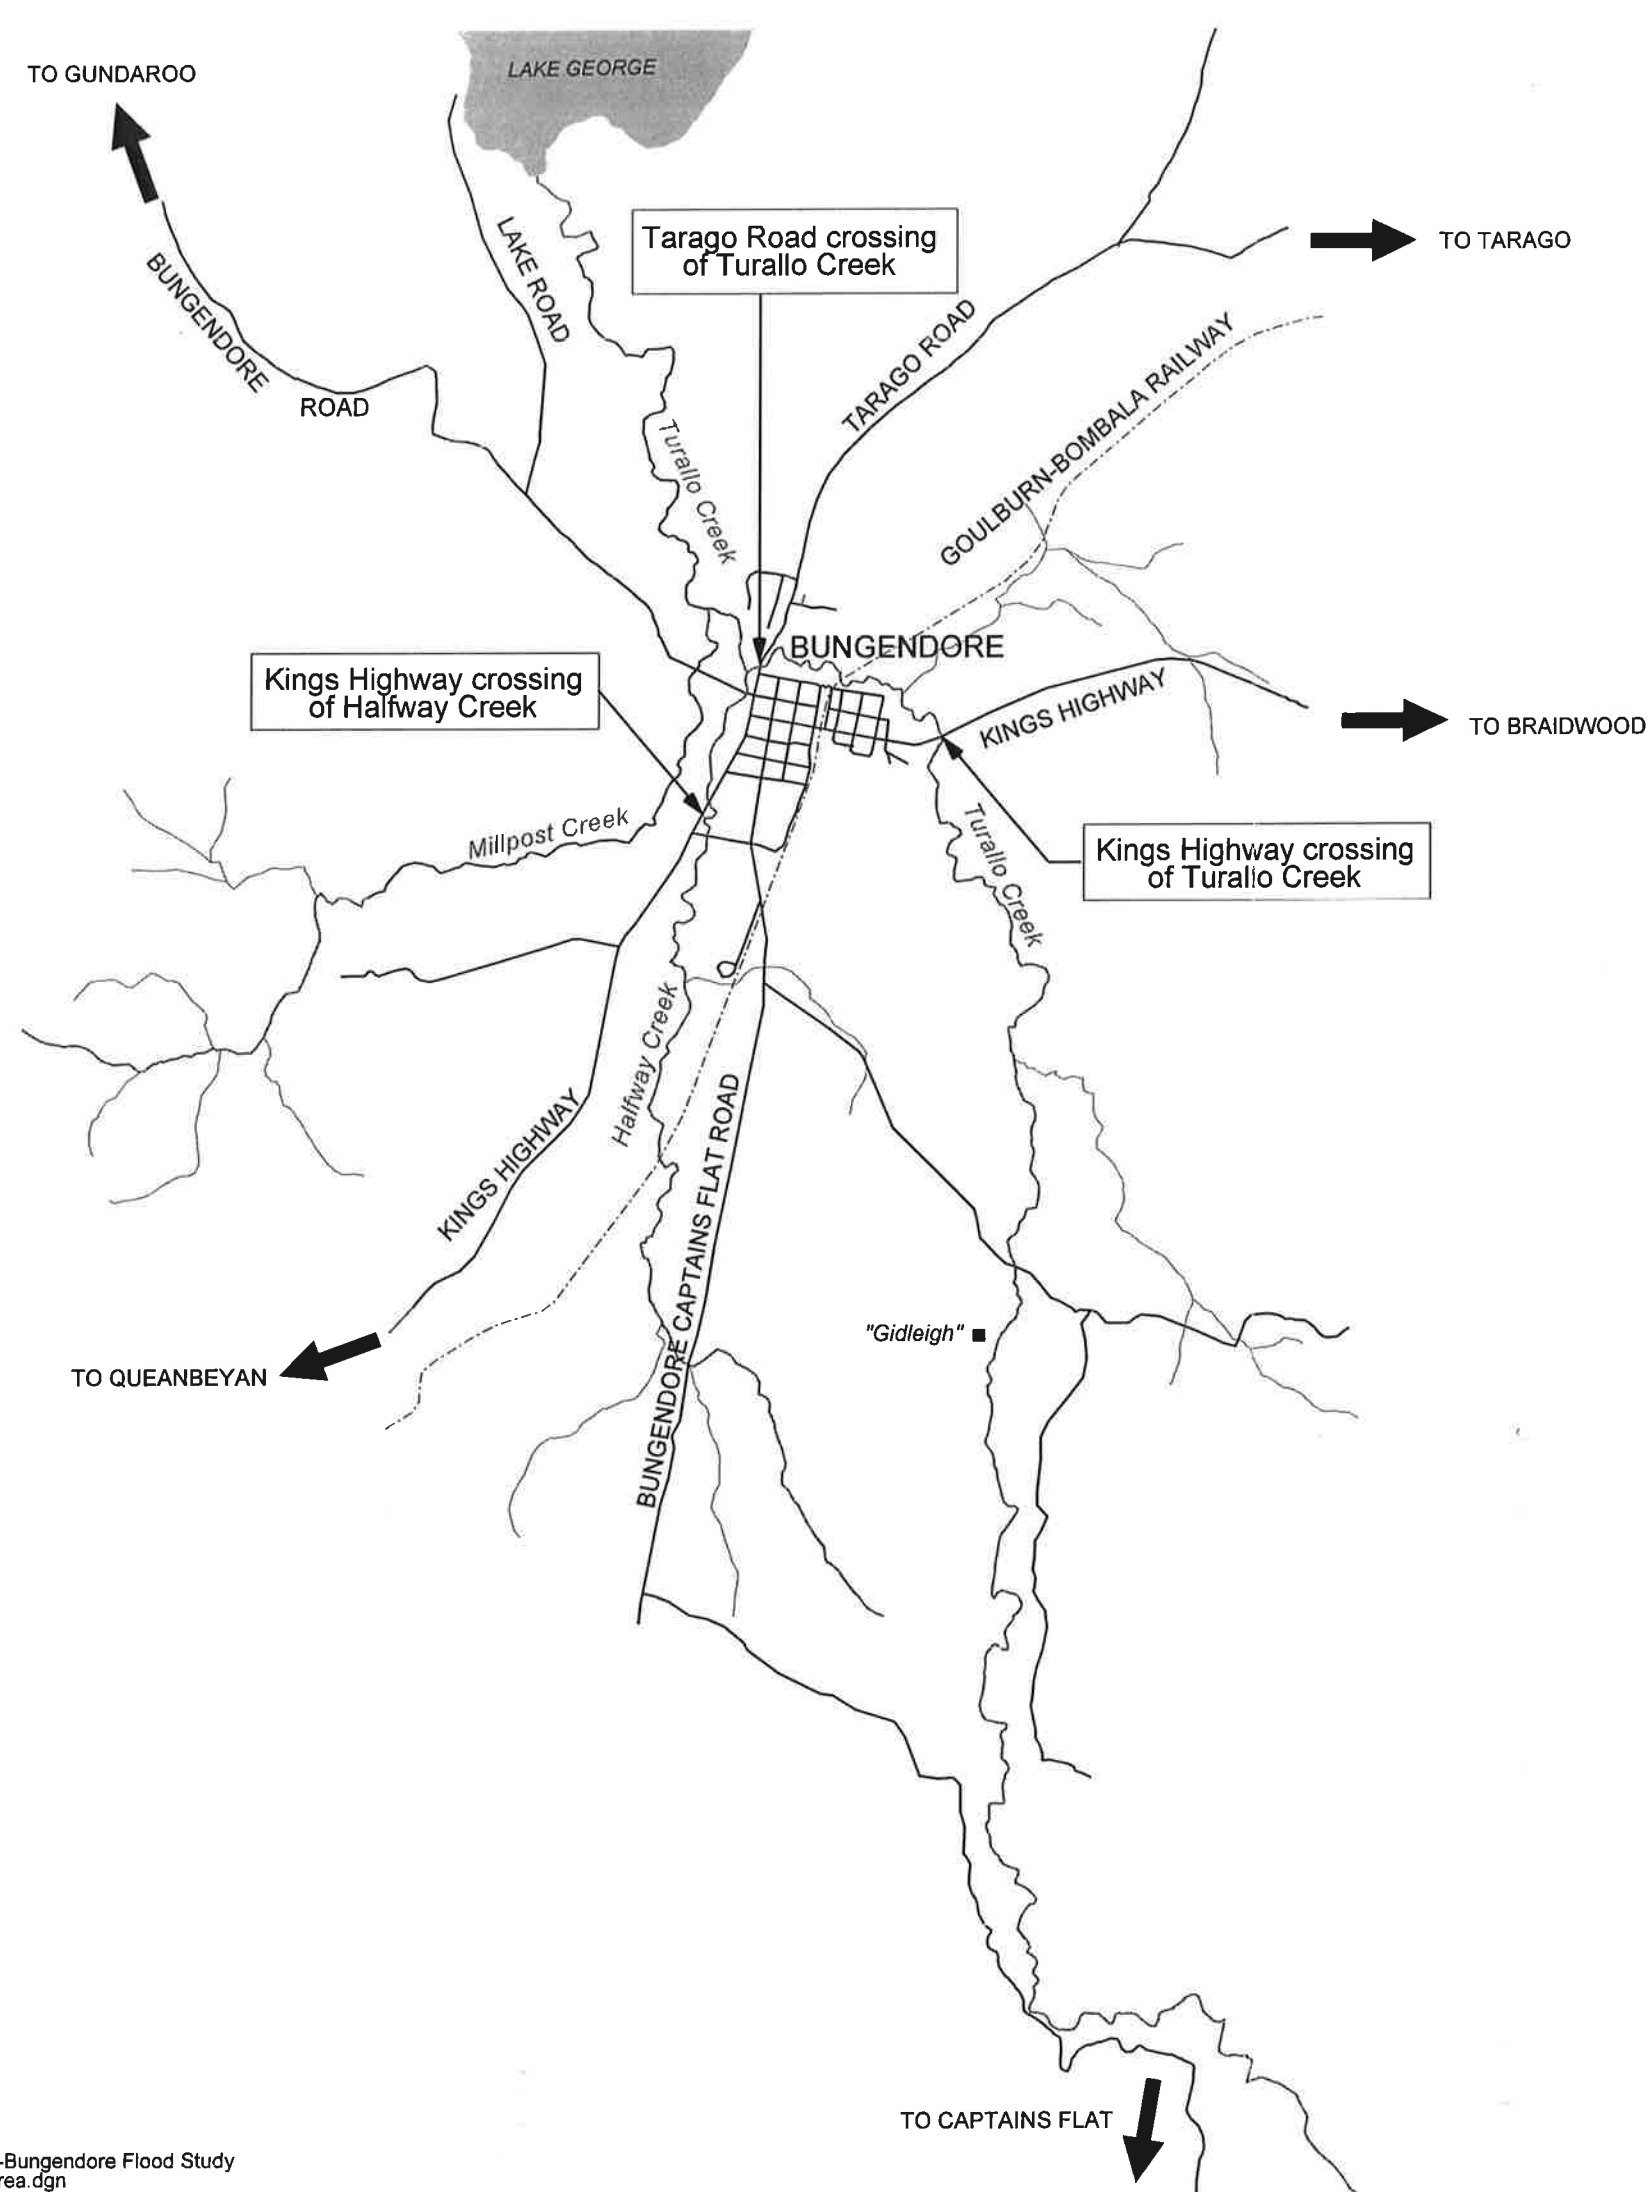 LAKE GEORGE
TO GUNDAROO
LAKE ROAD
Tarago Road crossing
of Turallo Creek
TO TARAGO
BUNGENDORE
ROAD
TARAGO ROAD
GOULBURN-BOMBALA RAILWAY
Turallo Creek
BUNGENDORE
Kings Highway crossing
of Halfway Creek
KINGS HIGHWAY
TO BRAIDWOOD
Millpost Creek
Turallo Creek
Kings Highway crossing
of Turallo Creek
Halfway Creek
KINGS HIGHWAY
BUNGENDORE CAPTAINS FLAT ROAD
"Gidleigh"
TO QUEANBEYAN
TO CAPTAINS FLAT
-Bungendore Flood Study
rea.dgn